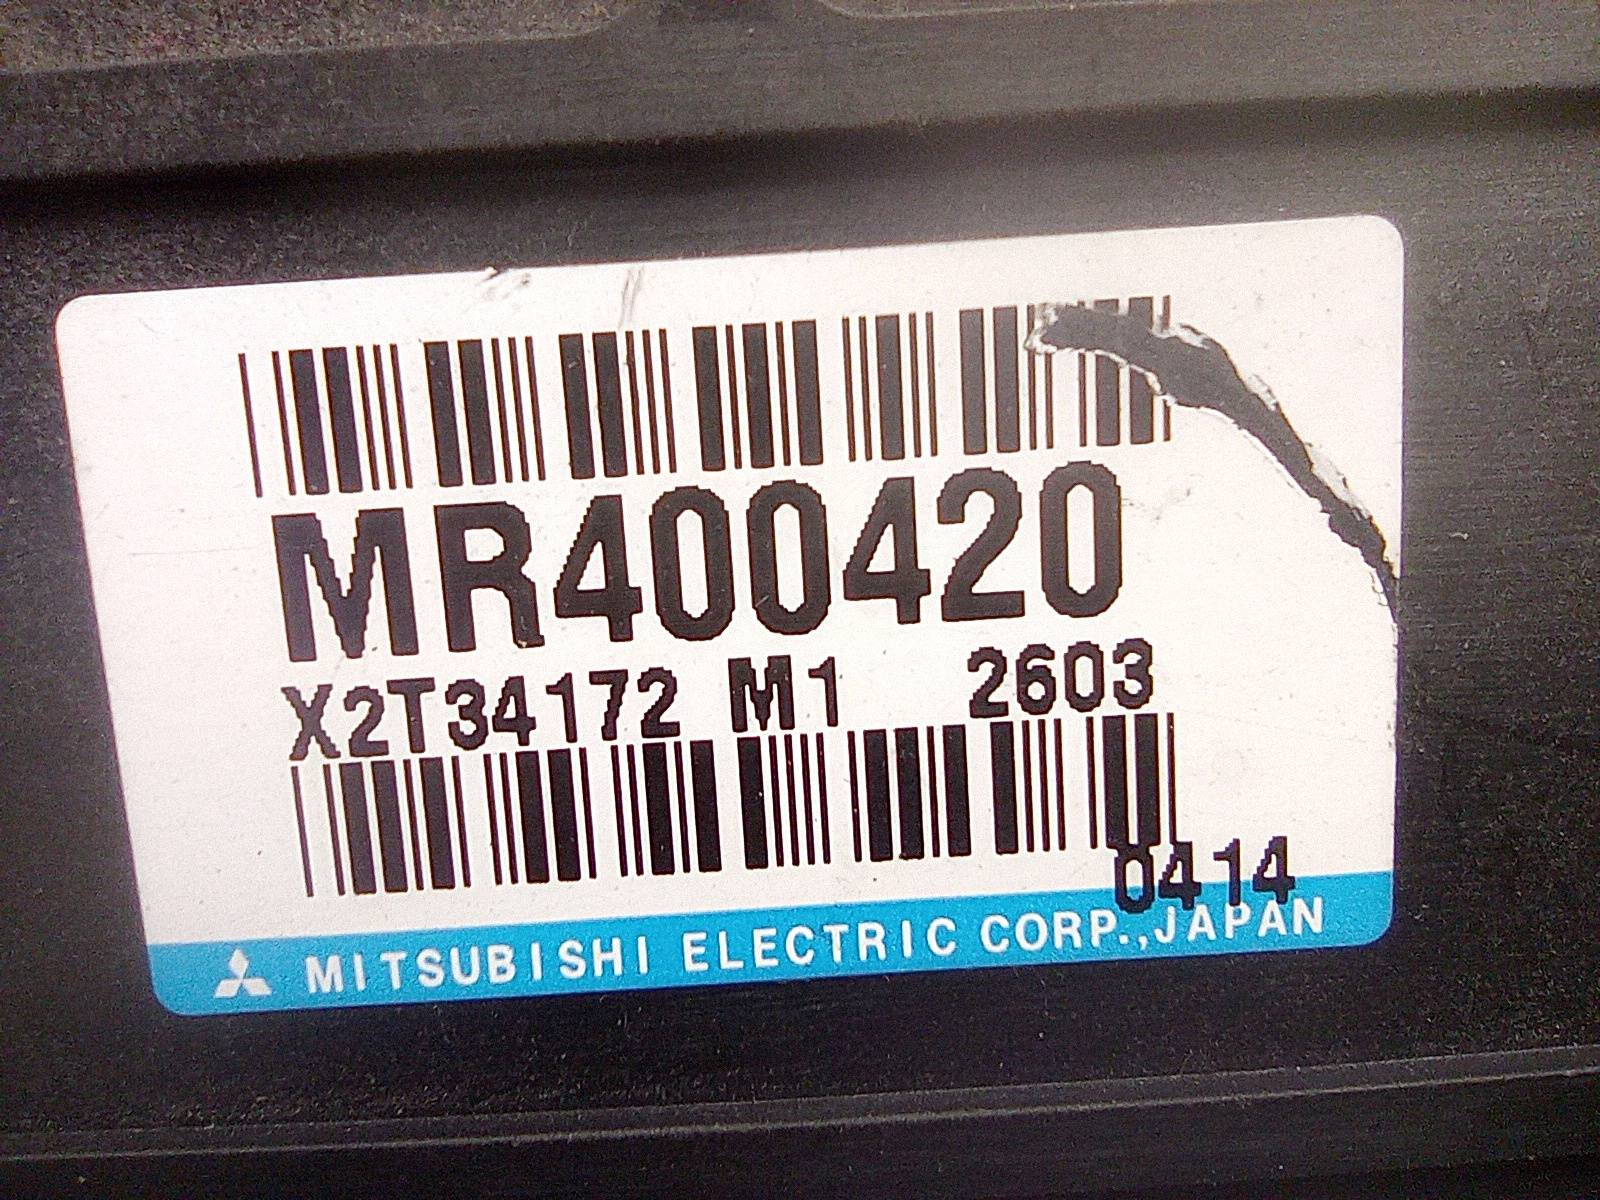 MR400420
X2T34172 M1 2603
0414
MITSUBISHI ELECTRIC CORP.,JAPAN